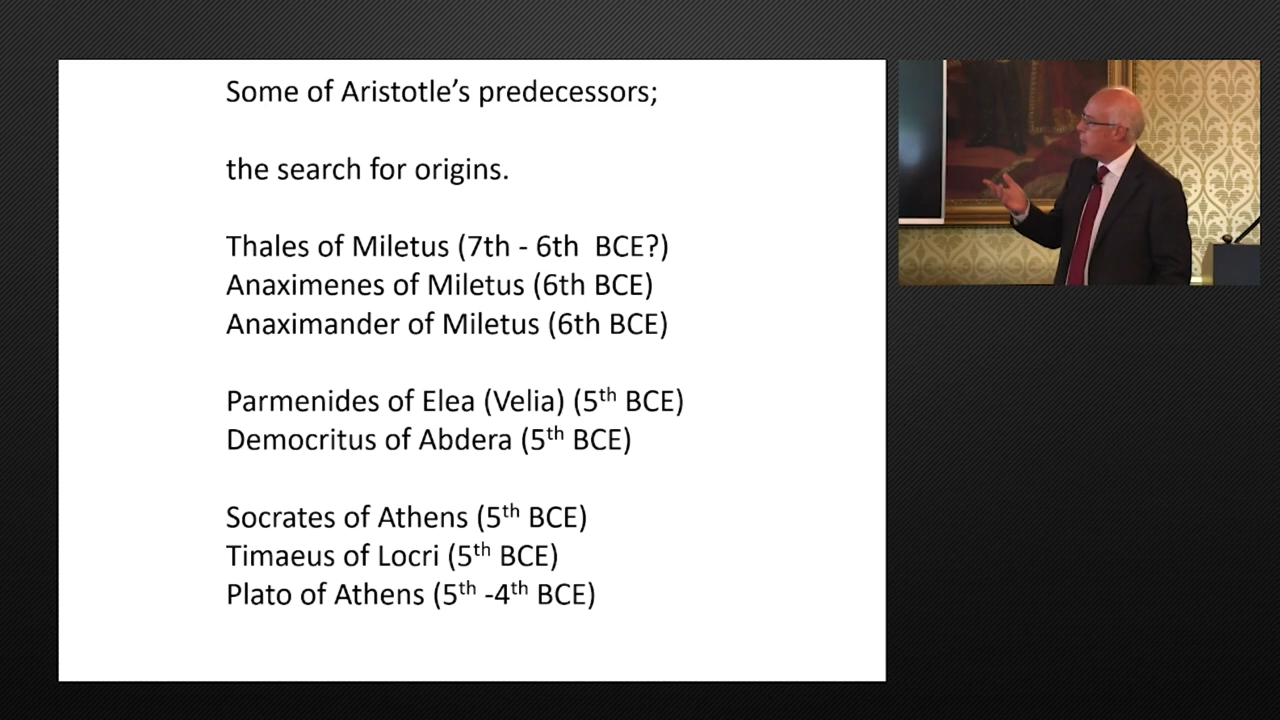 Some of Aristotle’s predecessors;
the search for origins.
Thales of Miletus (7th - 6th  BCE?)
Anaximenes of Miletus (6th BCE)
Anaximander of Miletus (6th BCE)
Parmenides of Elea (Velia) (5th BCE)
Democritus of Abdera (5th BCE)
Socrates of Athens (5th BCE)
Timaeus of Locri (5th BCE)
Plato of Athens (5th -4th BCE)